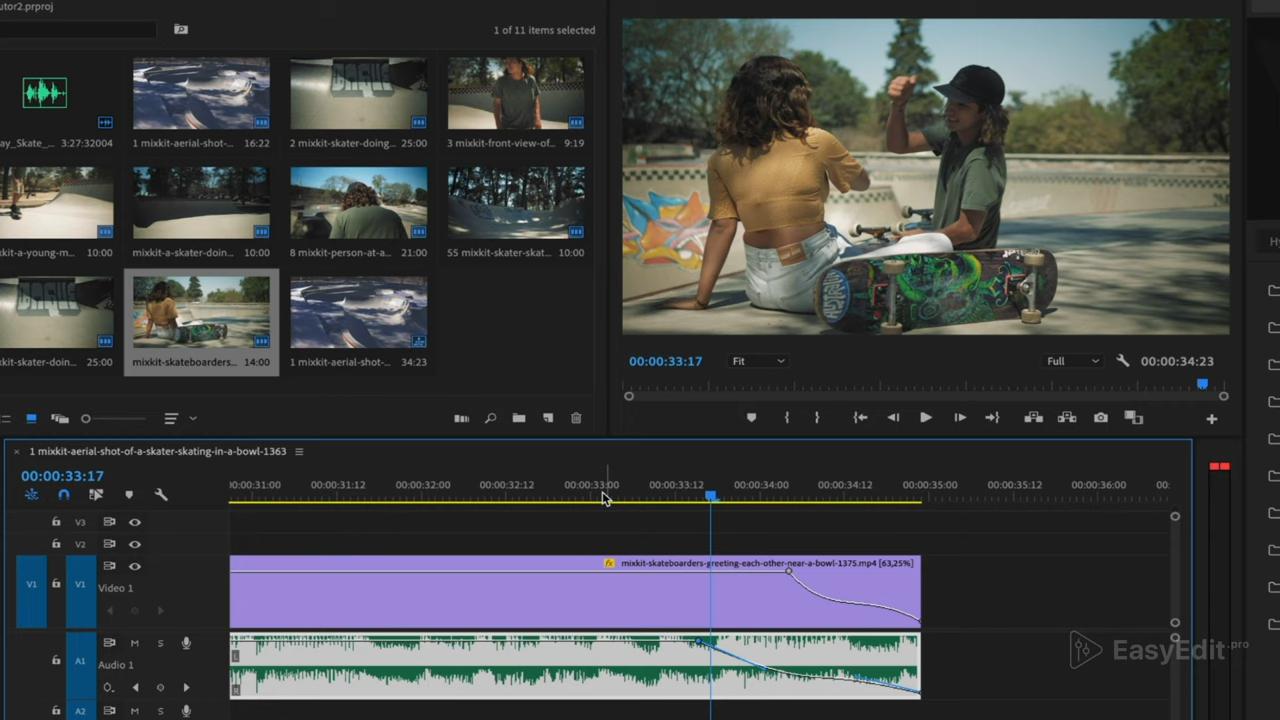 utor2.prproj
1 of 11 items selected
ay_Skate_... 3:27:32004
1 mixkit-aerial-shot-... 16:22
2 mixkit-skater-doing... 25:00
3 mixkit-front-view-of... 9:19
ixkit-a-young-m... 10:00
mixkit-a-skater-doin... 10:00
8 mixkit-person-at-a... 21:00
55 mixkit-skater-skat... 10:00
kit-skater-doin... 25:00
mixkit-skateboarders... 14:00
1 mixkit-aerial-shot-... 34:23
00:00:33:17
Fit
Full
00:00:34:23
× 1 mixkit-aerial-shot-of-a-skater-skating-in-a-bowl-1363
00:00:33:17
00:00:31:00 00:00:31:12 00:00:32:00 00:00:32:12 00:00:33:00 00:00:33:12 00:00:34:00 00:00:34:12 00:00:35:00 00:00:35:12 00:00:36:00 00:
V3
V2
fx mixkit-skateboarders-greeting-each-other-near-a-bowl-1375.mp4 [63,25%]
V1 V1
Video 1
A1 M S
L
Audio 1
R
A2 M S
EasyEdit.pro
Hi